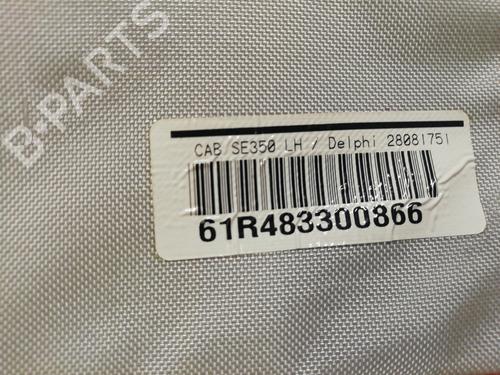 B-PARTS
CAB SE350 LH / Delphi 28081751
61R483300866